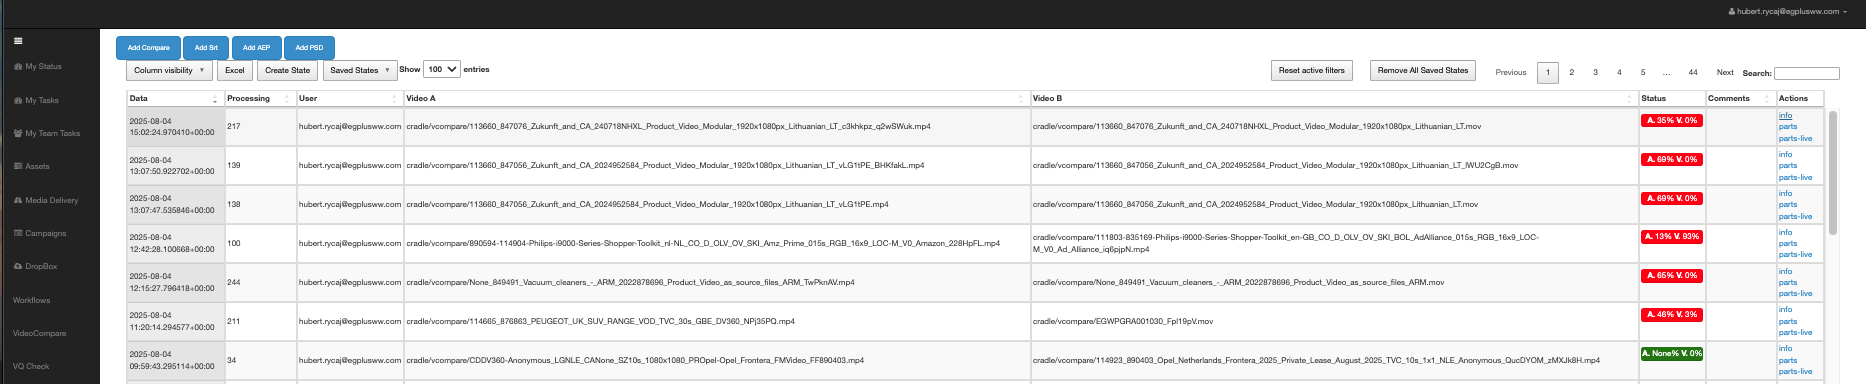 hubert.rycaj@egplusww.com
My Status
My Tasks
My Team Tasks
Assets
Media Delivery
Campaigns
DropBox
Workflows
VideoCompare
VQ Check
Add Compare Add Srt Add AEP Add PSD
Column visibility Excel Create State Saved States Show 100 entries
Reset active filters Remove All Saved States Previous 1 2 3 4 5 ... 44 Next Search:
Data Processing User Video A Video B Status Comments Actions
2025-08-04
15:02:24.970410+00:00
217
hubert.rycaj@egplusww.com
cradle/vcompare/113660_847076_Zukunft_and_CA_240718NHXL_Product_Video_Modular_1920x1080px_Lithuanian_LT_c3khkpz_q2wSWuk.mp4
cradle/vcompare/113660_847076_Zukunft_and_CA_240718NHXL_Product_Video_Modular_1920x1080px_Lithuanian_LT.mov
A. 35% V. 0%
info
parts
parts-live
2025-08-04
13:07:50.922702+00:00
139
hubert.rycaj@egplusww.com
cradle/vcompare/113660_847056_Zukunft_and_CA_2024952584_Product_Video_Modular_1920x1080px_Lithuanian_LT_vLG1tPE_BHKfakL.mp4
cradle/vcompare/113660_847056_Zukunft_and_CA_2024952584_Product_Video_Modular_1920x1080px_Lithuanian_LT_lWU2CgB.mov
A. 69% V. 0%
info
parts
parts-live
2025-08-04
13:07:47.535846+00:00
138
hubert.rycaj@egplusww.com
cradle/vcompare/113660_847056_Zukunft_and_CA_2024952584_Product_Video_Modular_1920x1080px_Lithuanian_LT_vLG1tPE.mp4
cradle/vcompare/113660_847056_Zukunft_and_CA_2024952584_Product_Video_Modular_1920x1080px_Lithuanian_LT.mov
A. 69% V. 0%
info
parts
parts-live
2025-08-04
12:42:28.100668+00:00
100
hubert.rycaj@egplusww.com
cradle/vcompare/890594-114904-Philips-i9000-Series-Shopper-Toolkit_nl-NL_CO_D_OLV_OV_SKI_Amz_Prime_015s_RGB_16x9_LOC-M_V0_Amazon_228HpFL.mp4
cradle/vcompare/111803-835169-Philips-i9000-Series-Shopper-Toolkit_en-GB_CO_D_OLV_OV_SKI_BOL_AdAlliance_015s_RGB_16x9_LOC-
M_V0_Ad_Alliance_iq6pjpN.mp4
A. 13% V. 93%
info
parts
parts-live
2025-08-04
12:15:27.796418+00:00
244
hubert.rycaj@egplusww.com
cradle/vcompare/None_849491_Vacuum_cleaners_-_ARM_2022878696_Product_Video_as_source_files_ARM_TwPknAV.mp4
cradle/vcompare/None_849491_Vacuum_cleaners_-_ARM_2022878696_Product_Video_as_source_files_ARM.mov
A. 65% V. 0%
info
parts
parts-live
2025-08-04
11:20:14.294577+00:00
211
hubert.rycaj@egplusww.com
cradle/vcompare/114665_876863_PEUGEOT_UK_SUV_RANGE_VOD_TVC_30s_GBE_DV360_NPj35PQ.mp4
cradle/vcompare/EGWPGRA001030_Fpl19pV.mov
A. 46% V. 3%
info
parts
parts-live
2025-08-04
09:59:43.295114+00:00
34
hubert.rycaj@egplusww.com
cradle/vcompare/CDDV360-Anonymous_LGNLE_CANone_SZ10s_1080x1080_PROpel-Opel_Frontera_FMVideo_FF890403.mp4
cradle/vcompare/114923_890403_Opel_Netherlands_Frontera_2025_Private_Lease_August_2025_TVC_10s_1x1_NLE_Anonymous_QucDYOM_zMXJk8H.mp4
A. None% V. 0%
info
parts
parts-live